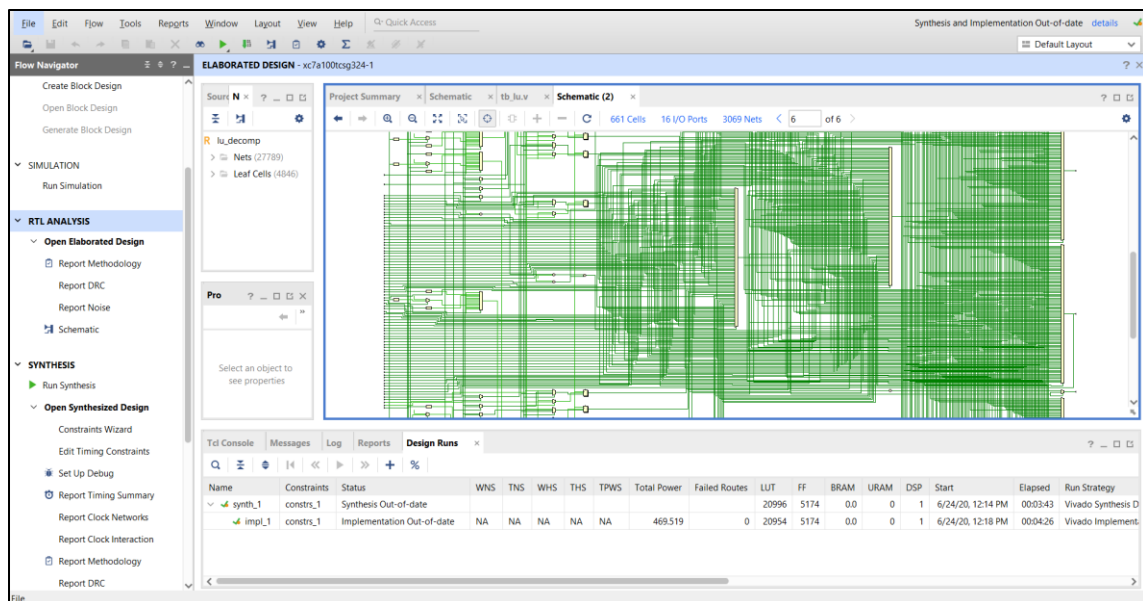 File Edit Flow Tools Reports Window Layout View Help Quick Access Synthesis and Implementation Out-of-date details
Default Layout
Flow Navigator
ELABORATED DESIGN - xc7a100tcsg324-1
Create Block Design
Open Block Design
Generate Block Design
SIMULATION
Run Simulation
RTL ANALYSIS
Open Elaborated Design
Report Methodology
Report DRC
Report Noise
Schematic
SYNTHESIS
Run Synthesis
Open Synthesized Design
Constraints Wizard
Edit Timing Constraints
Set Up Debug
Report Timing Summary
Report Clock Networks
Report Clock Interaction
Report Methodology
Report DRC
File
N
R lu_decomp
Nets (27789)
Leaf Cells (4846)
Pro
Select an object to
see properties
Project Summary Schematic tb_lu.v Schematic (2)
661 Cells 16 I/O Ports 3069 Nets 6 of 6
Tcl Console Messages Log Reports Design Runs
Name Constraints Status WNS TNS WHS THS TPWS Total Power Failed Routes LUT FF BRAM URAM DSP Start Elapsed Run Strategy
synth_1 constrs_1 Synthesis Out-of-date 20996 5174 0.0 0 1 6/24/20, 12:14 PM 00:03:43 Vivado Synthesis D
impl_1 constrs_1 Implementation Out-of-date NA NA NA NA NA 469.519 0 20954 5174 0.0 0 1 6/24/20, 12:18 PM 00:04:26 Vivado Implement